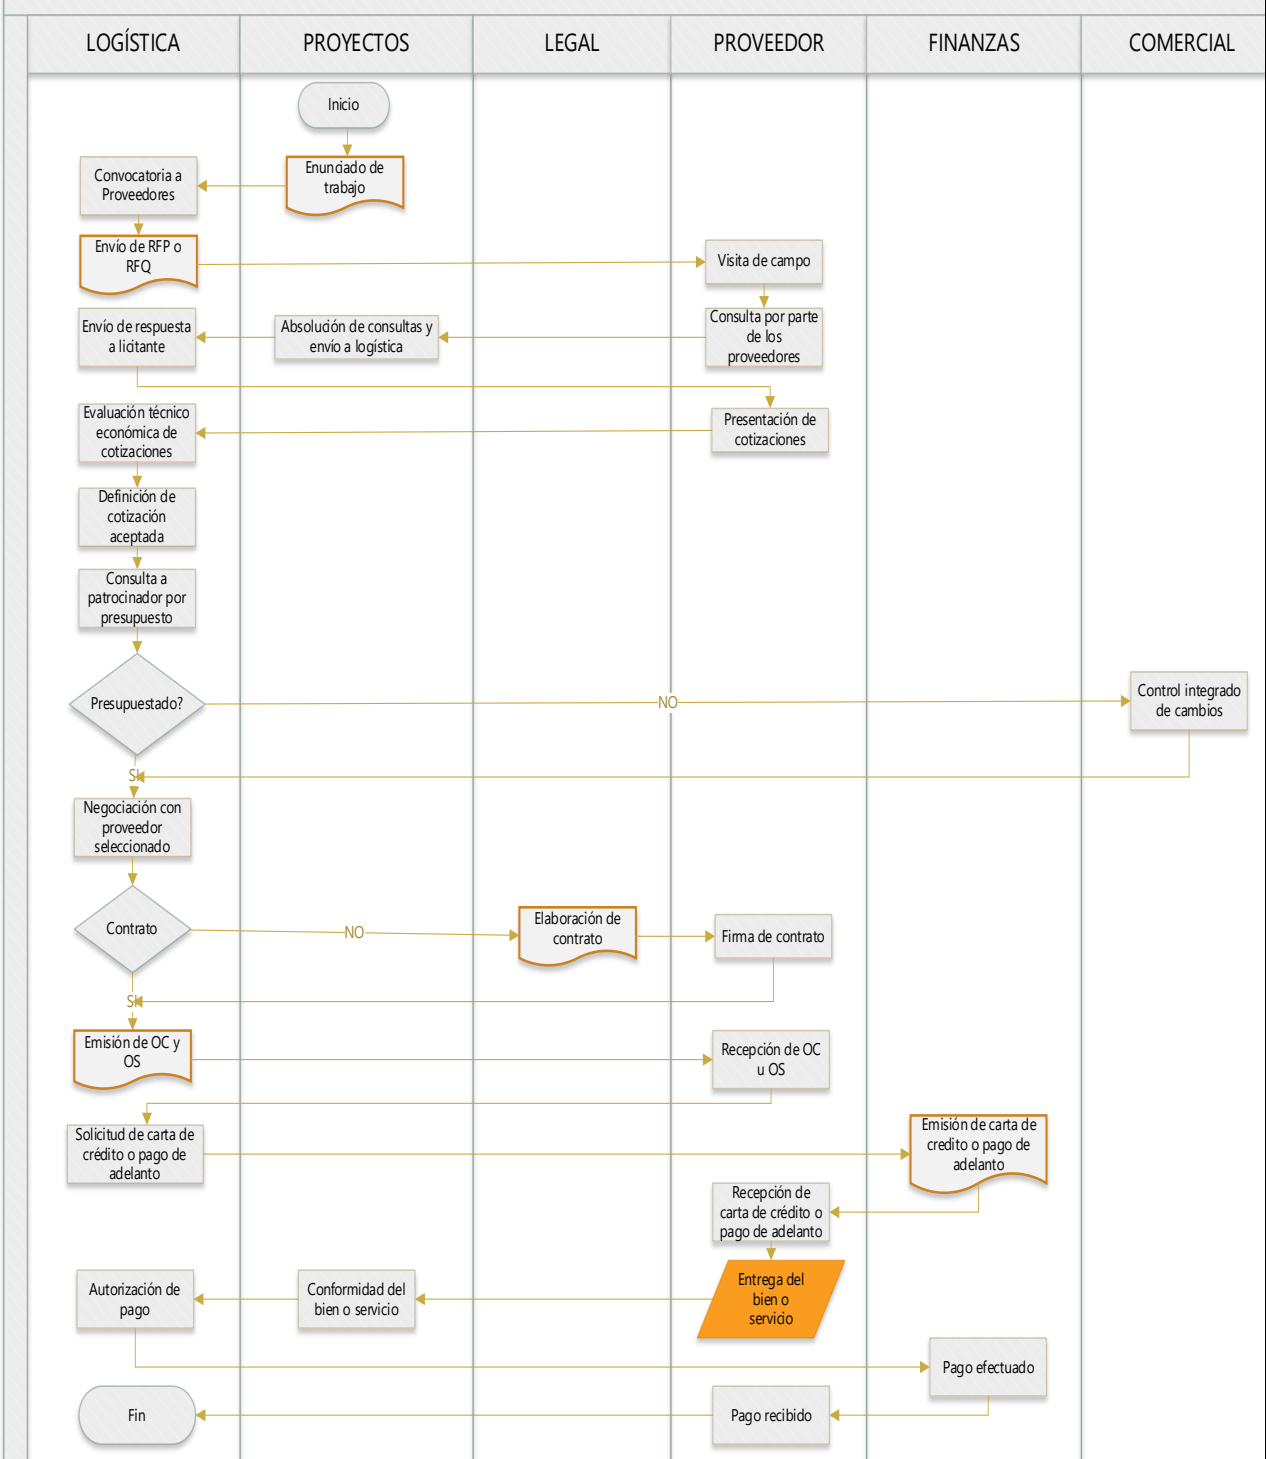 LOGÍSTICA
PROYECTOS
LEGAL
PROVEEDOR
FINANZAS
COMERCIAL
Inicio
Enunciado de
trabajo
Convocatoria a
Proveedores
Envío de RFP o
RFQ
Visita de campo
Consulta por parte
de los
proveedores
Absolución de consultas y
envío a logística
Envío de respuesta
a licitante
Presentación de
cotizaciones
Evaluación técnico
económica de
cotizaciones
Definición de
cotización
aceptada
Consulta a
patrocinador por
presupuesto
Presupuestado?
NO
Control integrado
de cambios
SI
Negociación con
proveedor
seleccionado
Contrato
NO
Elaboración de
contrato
Firma de contrato
SI
Emisión de OC y
OS
Recepción de OC
u OS
Solicitud de carta de
crédito o pago de
adelanto
Emisión de carta de
credito o pago de
adelanto
Recepción de
carta de crédito o
pago de adelanto
Entrega del
bien o
servicio
Conformidad del
bien o servicio
Autorización de
pago
Pago efectuado
Pago recibido
Fin